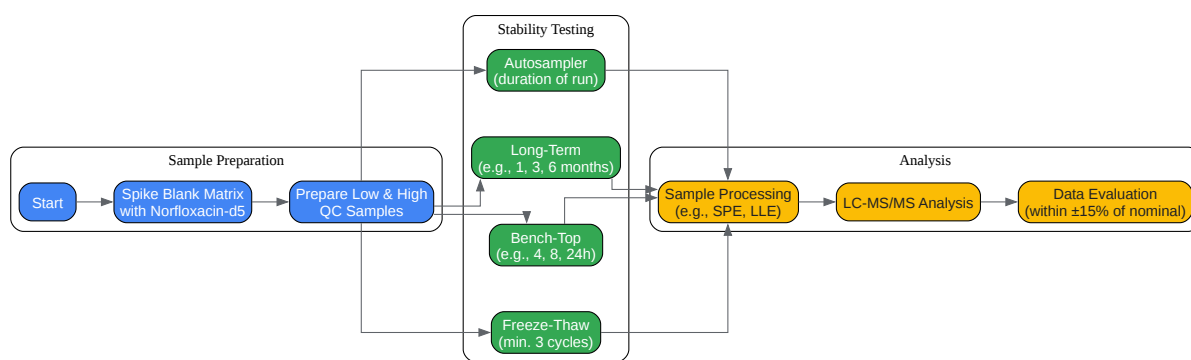 Stability Testing
Autosampler
(duration of run)
Sample Preparation
Start
Spike Blank Matrix
with Norfloxacin-d5
Prepare Low & High
QC Samples
Long-Term
(e.g., 1, 3, 6 months)
Bench-Top
(e.g., 4, 8, 24h)
Freeze-Thaw
(min. 3 cycles)
Analysis
Sample Processing
(e.g., SPE, LLE)
LC-MS/MS Analysis
Data Evaluation
(within ±15% of nominal)